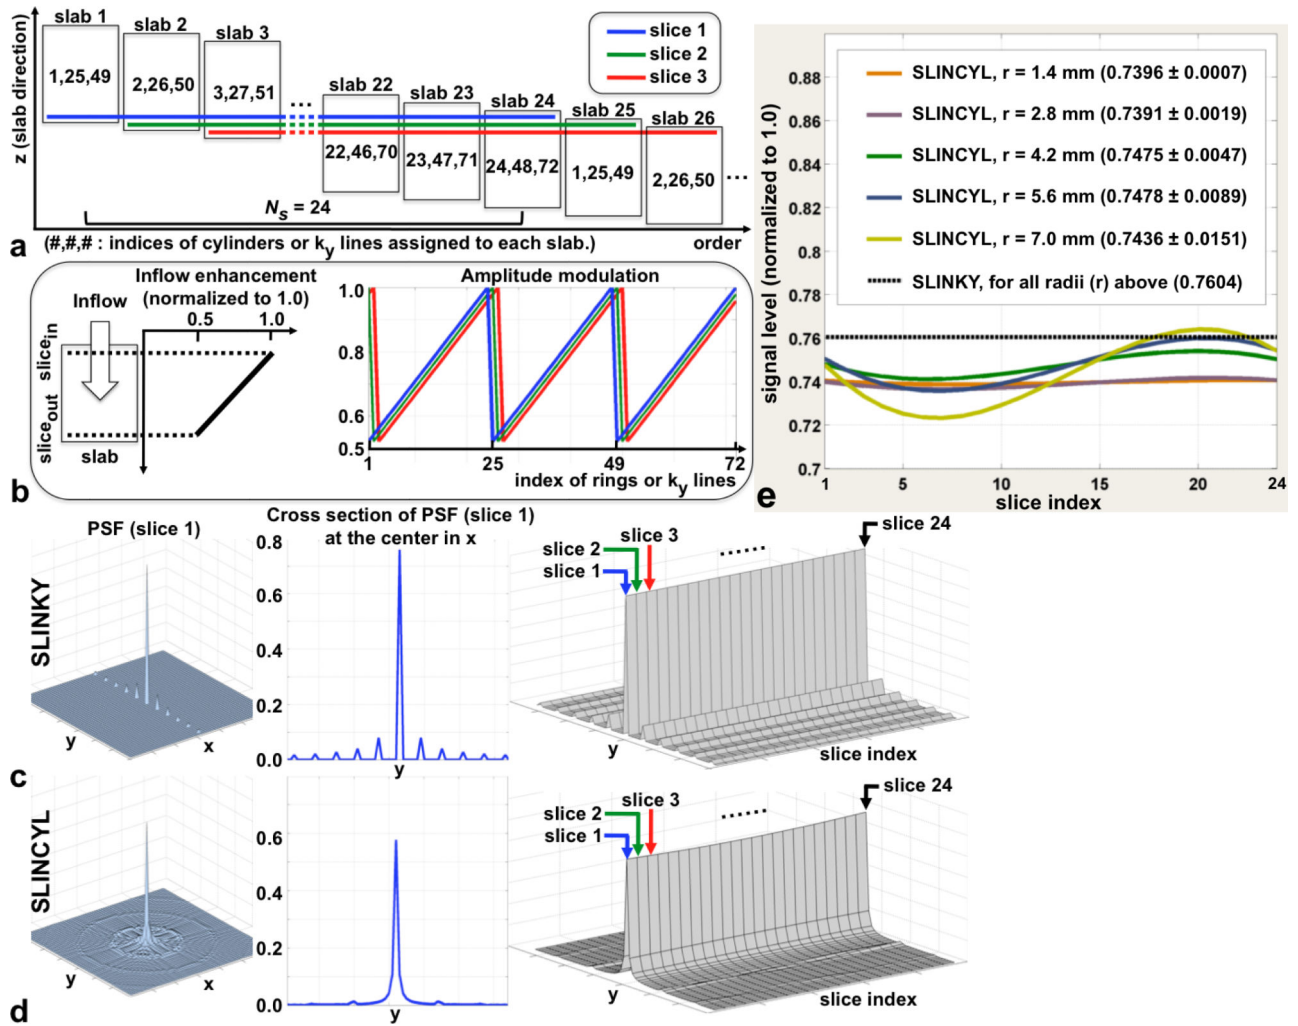 slab 1
slab 2
slab 3
1,25,49
2,26,50
3,27,51
...
slab 22
slab 23
slab 24
slab 25
slab 26
22,46,70
23,47,71
24,48,72
1,25,49
2,26,50
...
slice 1
slice 2
slice 3
z (slab direction)
Ns = 24
a
(#,#,# : indices of cylinders or ky lines assigned to each slab.)
order
Inflow enhancement
(normalized to 1.0)
Inflow
0.5
1.0
slicein
sliceout
slab
b
Amplitude modulation
1.0
0.8
0.6
0.5
1
25
49
72
index of rings or ky lines
signal level (normalized to 1.0)
0.88
0.86
0.84
0.82
0.8
0.78
0.76
0.74
0.72
0.7
SLINCYL, r = 1.4 mm (0.7396 ± 0.0007)
SLINCYL, r = 2.8 mm (0.7391 ± 0.0019)
SLINCYL, r = 4.2 mm (0.7475 ± 0.0047)
SLINCYL, r = 5.6 mm (0.7478 ± 0.0089)
SLINCYL, r = 7.0 mm (0.7436 ± 0.0151)
SLINKY, for all radii (r) above (0.7604)
1
5
10
15
20
24
slice index
e
PSF (slice 1)
Cross section of PSF (slice 1)
at the center in x
SLINKY
y
x
0.8
0.6
0.4
0.2
0.0
y
slice 1
slice 2
slice 3
slice 24
y
slice index
c
SLINCYL
y
x
0.6
0.4
0.2
0.0
y
slice 1
slice 2
slice 3
slice 24
y
slice index
d